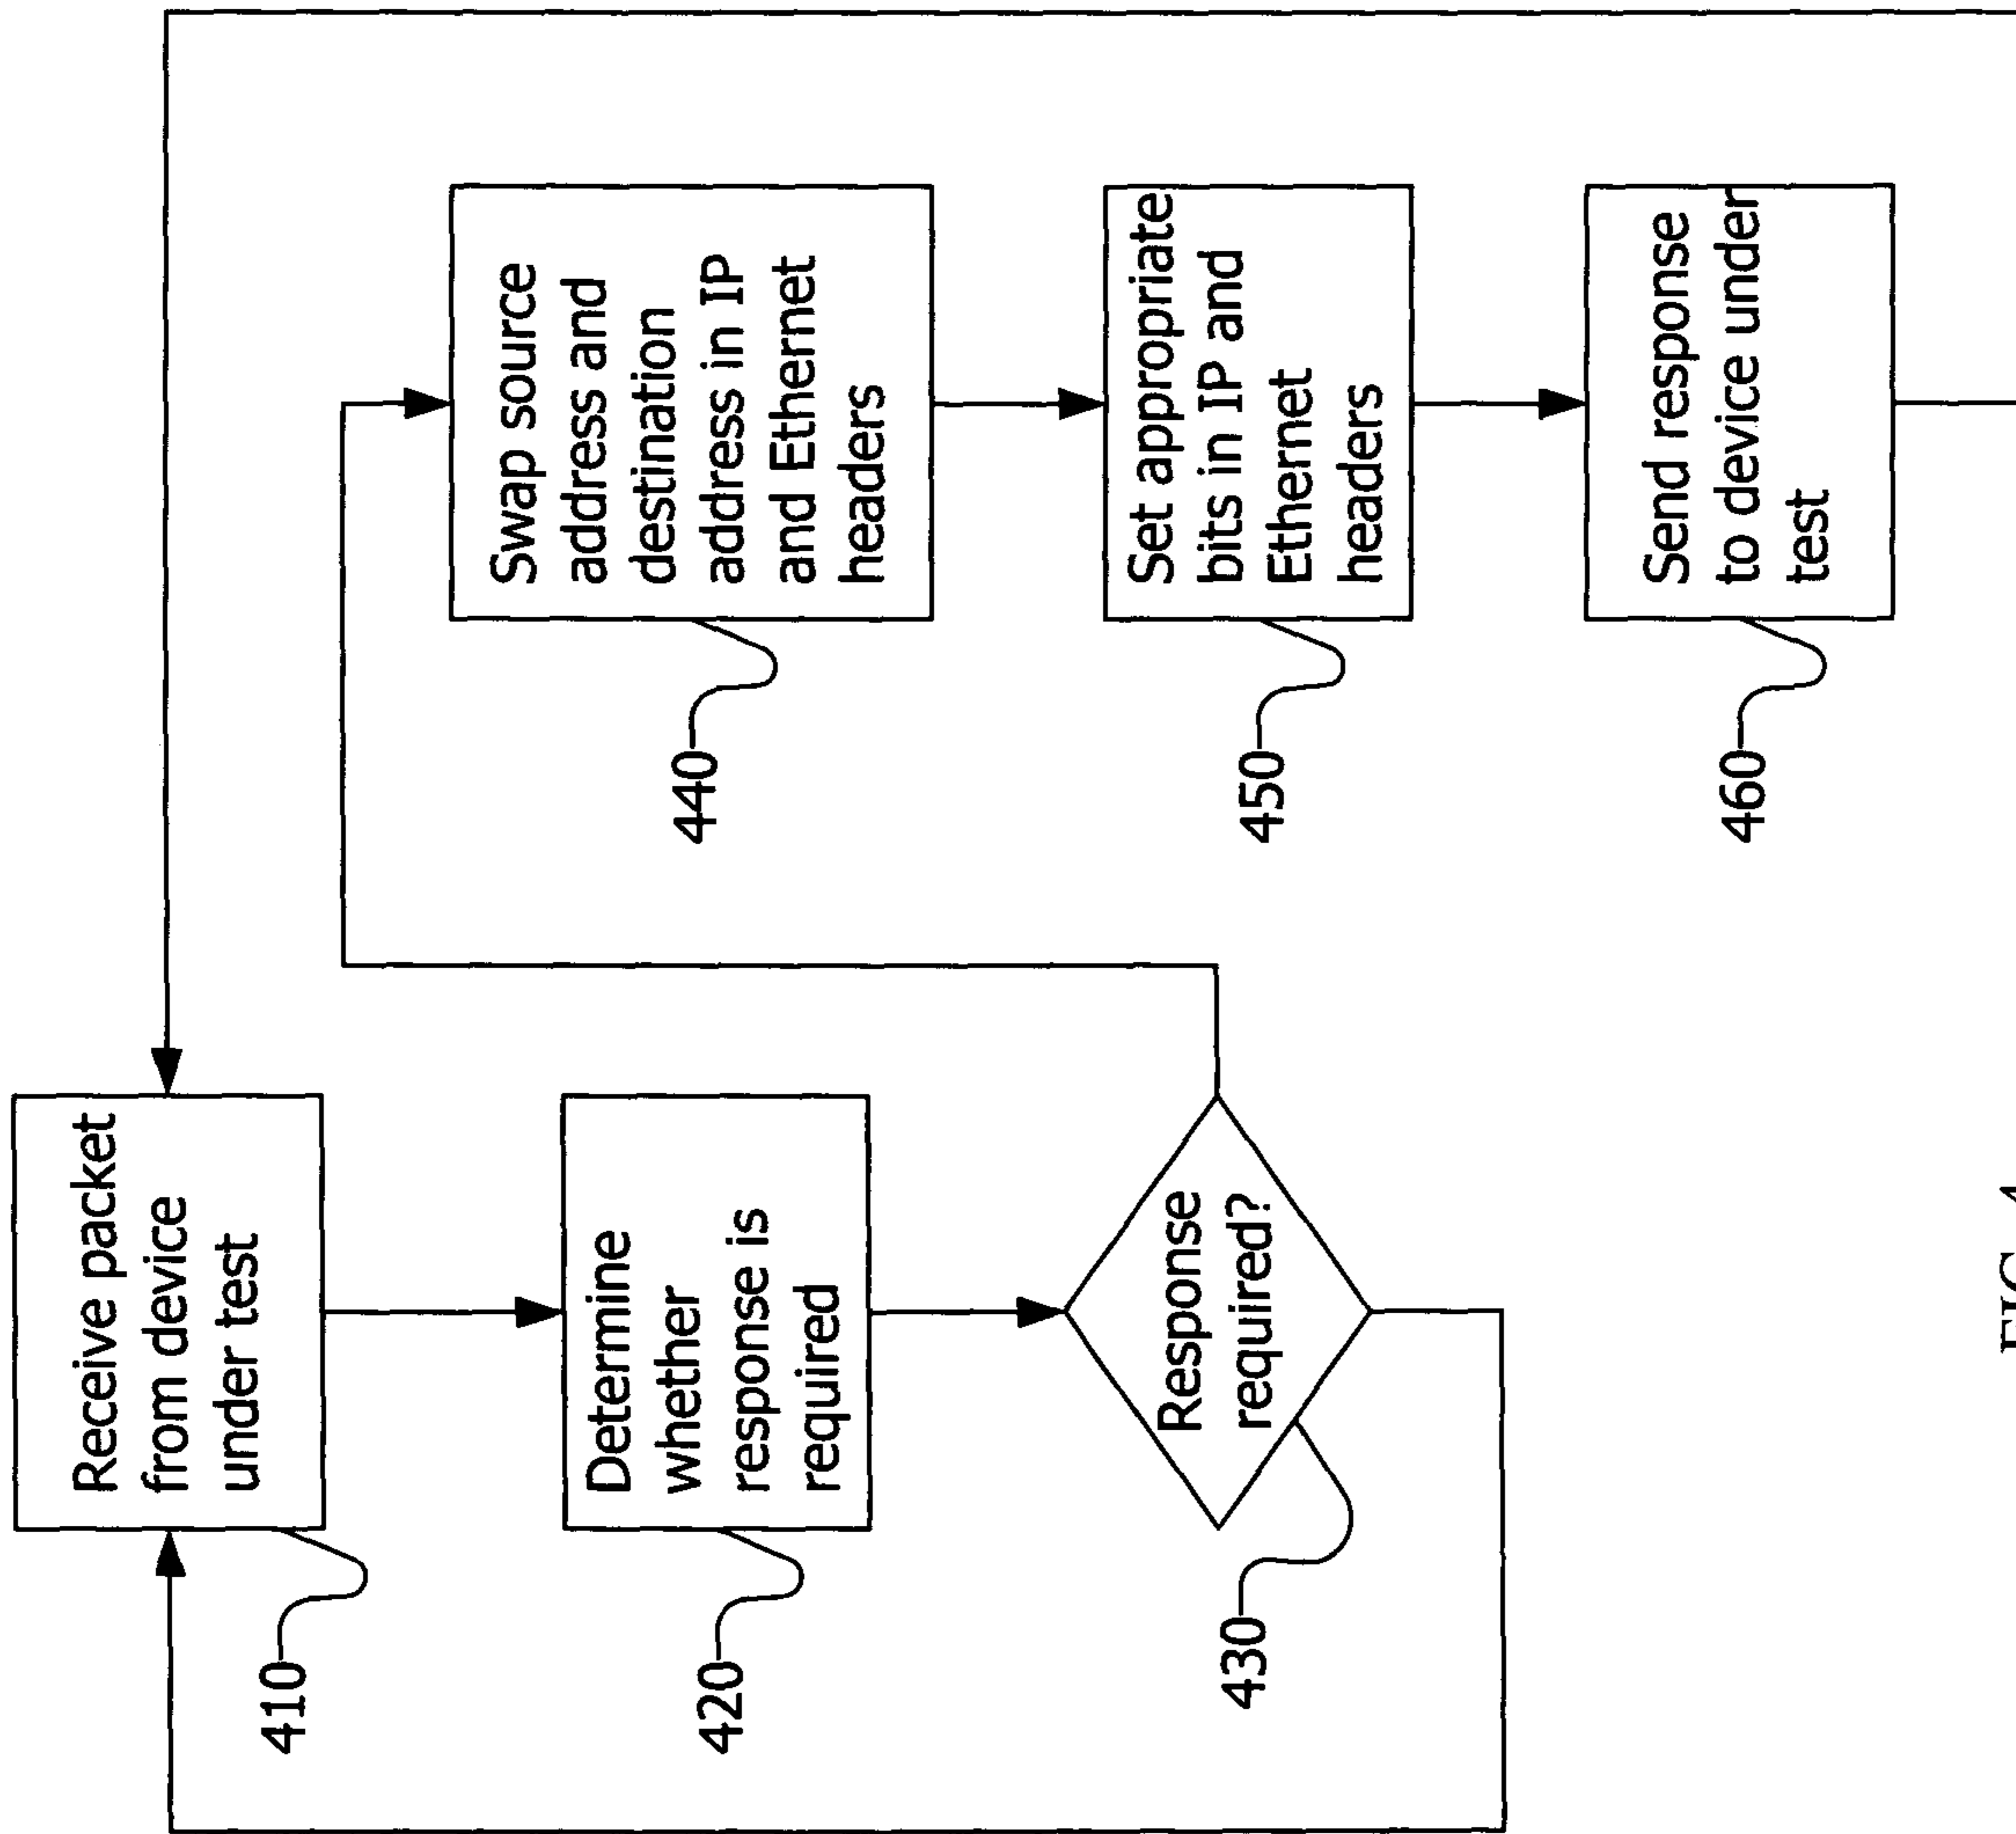 Receive packet
from device
under test
410
Determine
whether
response is
required
420
Response
required?
430
Swap source
address and
destination
address in IP
and Ethernet
headers
440
Set appropriate
bits in IP and
Ethernet
headers
450
Send response
to device under
test
460